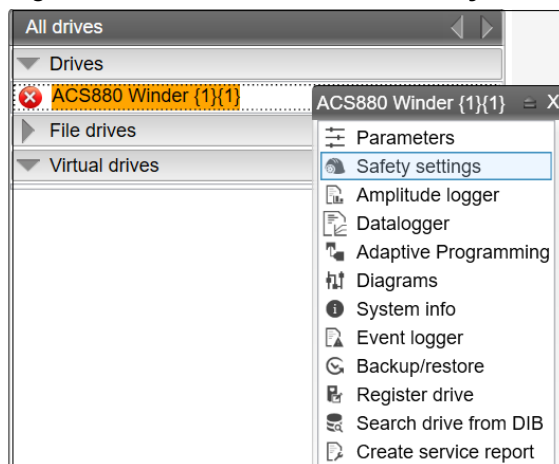 All drives
Drives
ACS880 Winder {1}{1}
File drives
Virtual drives
ACS880 Winder {1}{1} X
Parameters
Safety settings
Amplitude logger
Datalogger
Adaptive Programming
Diagrams
System info
Event logger
Backup/restore
Register drive
Search drive from DIB
Create service report